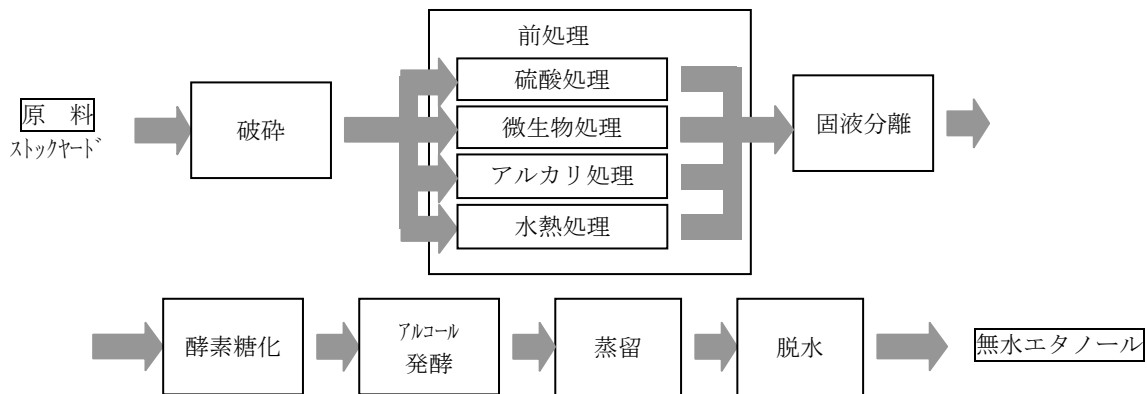 前処理
硫酸処理
原　料
ｽﾄｯｸﾔｰﾄﾞ
破砕
微生物処理
固液分離
アルカリ処理
水熱処理
酵素糖化
ｱﾙｺｰﾙ
発酵
蒸留
脱水
無水エタノール